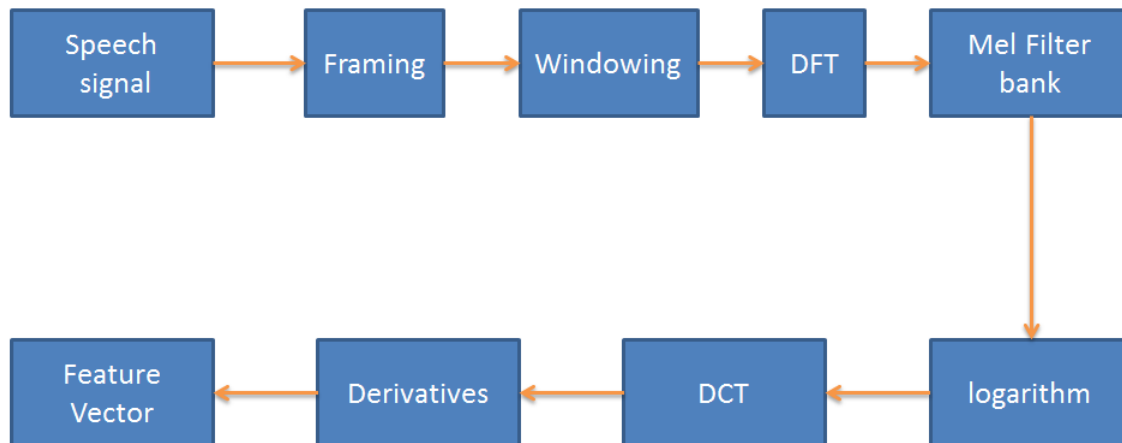 Speech
signal
Framing
Windowing
DFT
Mel Filter
bank
Feature
Vector
Derivatives
DCT
logarithm